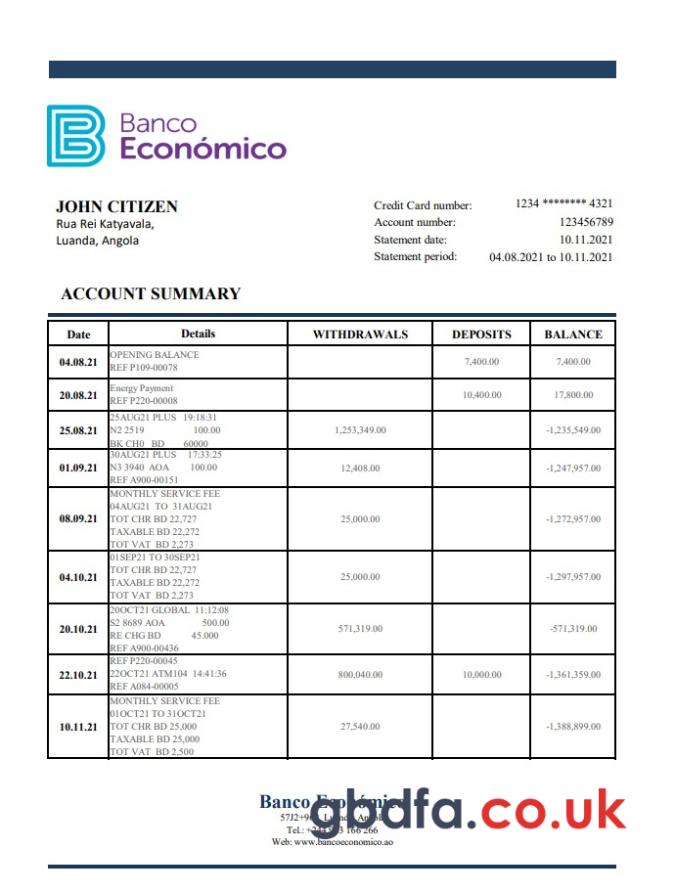 Banco
Económico
JOHN CITIZEN
Rua Rei Katyavala,
Luanda, Angola
Credit Card number: 1234 ******** 4321
Account number: 123456789
Statement date: 10.11.2021
Statement period: 04.08.2021 to 10.11.2021
ACCOUNT SUMMARY
Date Details WITHDRAWALS DEPOSITS BALANCE
04.08.21 OPENING BALANCE 7,400.00 7,400.00
REF P109-00078
20.08.21 Energy Payment 10,400.00 17,800.00
REF P220-00008
25AUG21 PLUS 19:18:31
25.08.21 N2 2519 100.00 1,253,349.00 -1,235,549.00
BK CH0 BD 60000
30AUG21 PLUS 17:33:25
01.09.21 N3 3940 AOA 100.00 12,408.00 -1,247,957.00
REF A900-00151
MONTHLY SERVICE FEE
04AUG21 TO 31AUG21
08.09.21 TOT CHR BD 22,727 25,000.00 -1,272,957.00
TAXABLE BD 22,272
TOT VAT BD 2,273
01SEP21 TO 30SEP21
04.10.21 TOT CHR BD 22,727 25,000.00 -1,297,957.00
TAXABLE BD 22,272
TOT VAT BD 2,273
20OCT21 GLOBAL 11:12:08
S2 8689 AOA 500.00
20.10.21 RE CHG BD 45.000 571,319.00 -571,319.00
REF A900-00436
REF P220-00045
22.10.21 22OCT21 ATM104 14:41:36 800,040.00 10,000.00 -1,361,359.00
REF A084-00005
MONTHLY SERVICE FEE
01OCT21 TO 31OCT21
10.11.21 TOT CHR BD 25,000 27,540.00 -1,388,899.00
TAXABLE BD 25,000
TOT VAT BD 2,500
Banco Económico
gbdfa.co.uk
Tel.: 166 266
Web: www.bancoeconomico.ao